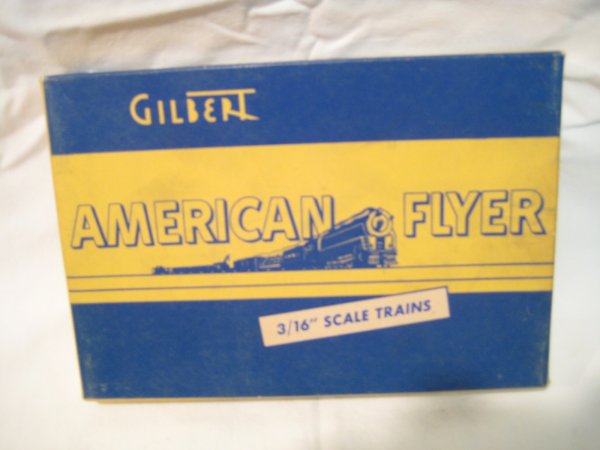 GILBERT
AMERICAN FLYER
3/16" SCALE TRAINS